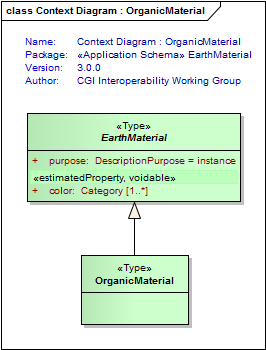 class Context Diagram : OrganicMaterial
Name: Context Diagram : OrganicMaterial
Package: «Application Schema» EarthMaterial
Version: 3.0.0
Author: CGI Interoperability Working Group
«Type»
EarthMaterial
+ purpose: DescriptionPurpose = instance
«estimatedProperty, voidable»
+ color: Category [1..*]
«Type»
OrganicMaterial